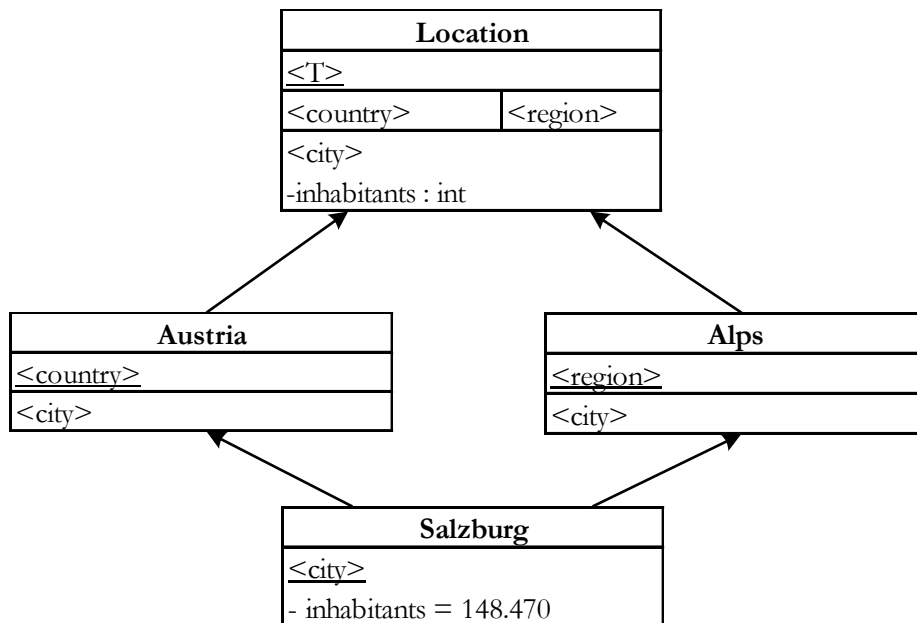 Location
<T>
<country> <region>
<city>
-inhabitants : int
Austria
<country>
<city>
Alps
<region>
<city>
Salzburg
<city>
- inhabitants = 148.470